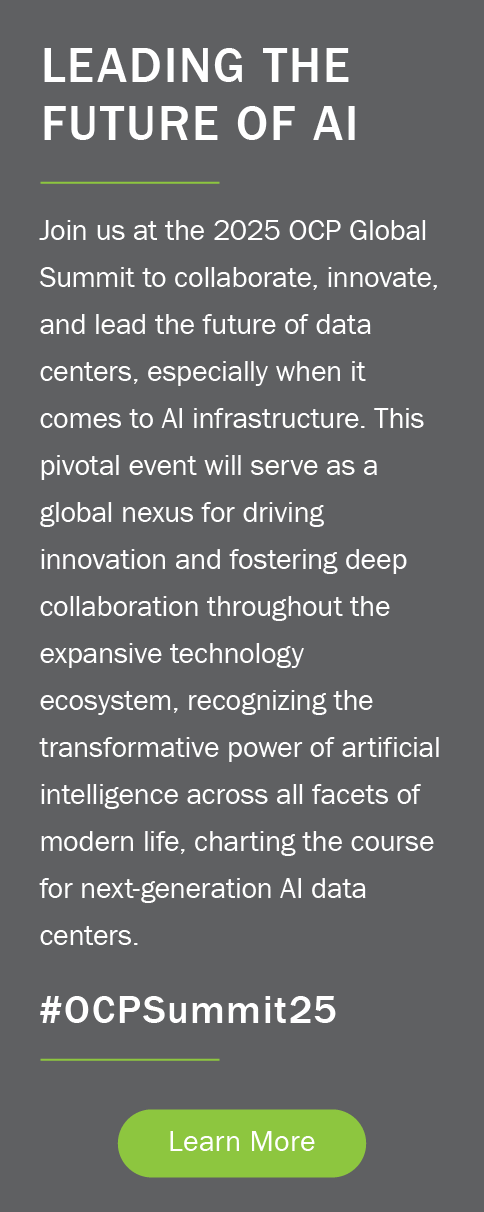 LEADING THE
FUTURE OF AI
Join us at the 2025 OCP Global
Summit to collaborate, innovate,
and lead the future of data
centers, especially when it
comes to AI infrastructure. This
pivotal event will serve as a
global nexus for driving
innovation and fostering deep
collaboration throughout the
expansive technology
ecosystem, recognizing the
transformative power of artificial
intelligence across all facets of
modern life, charting the course
for next-generation AI data
centers.
#OCPSummit25
Learn More